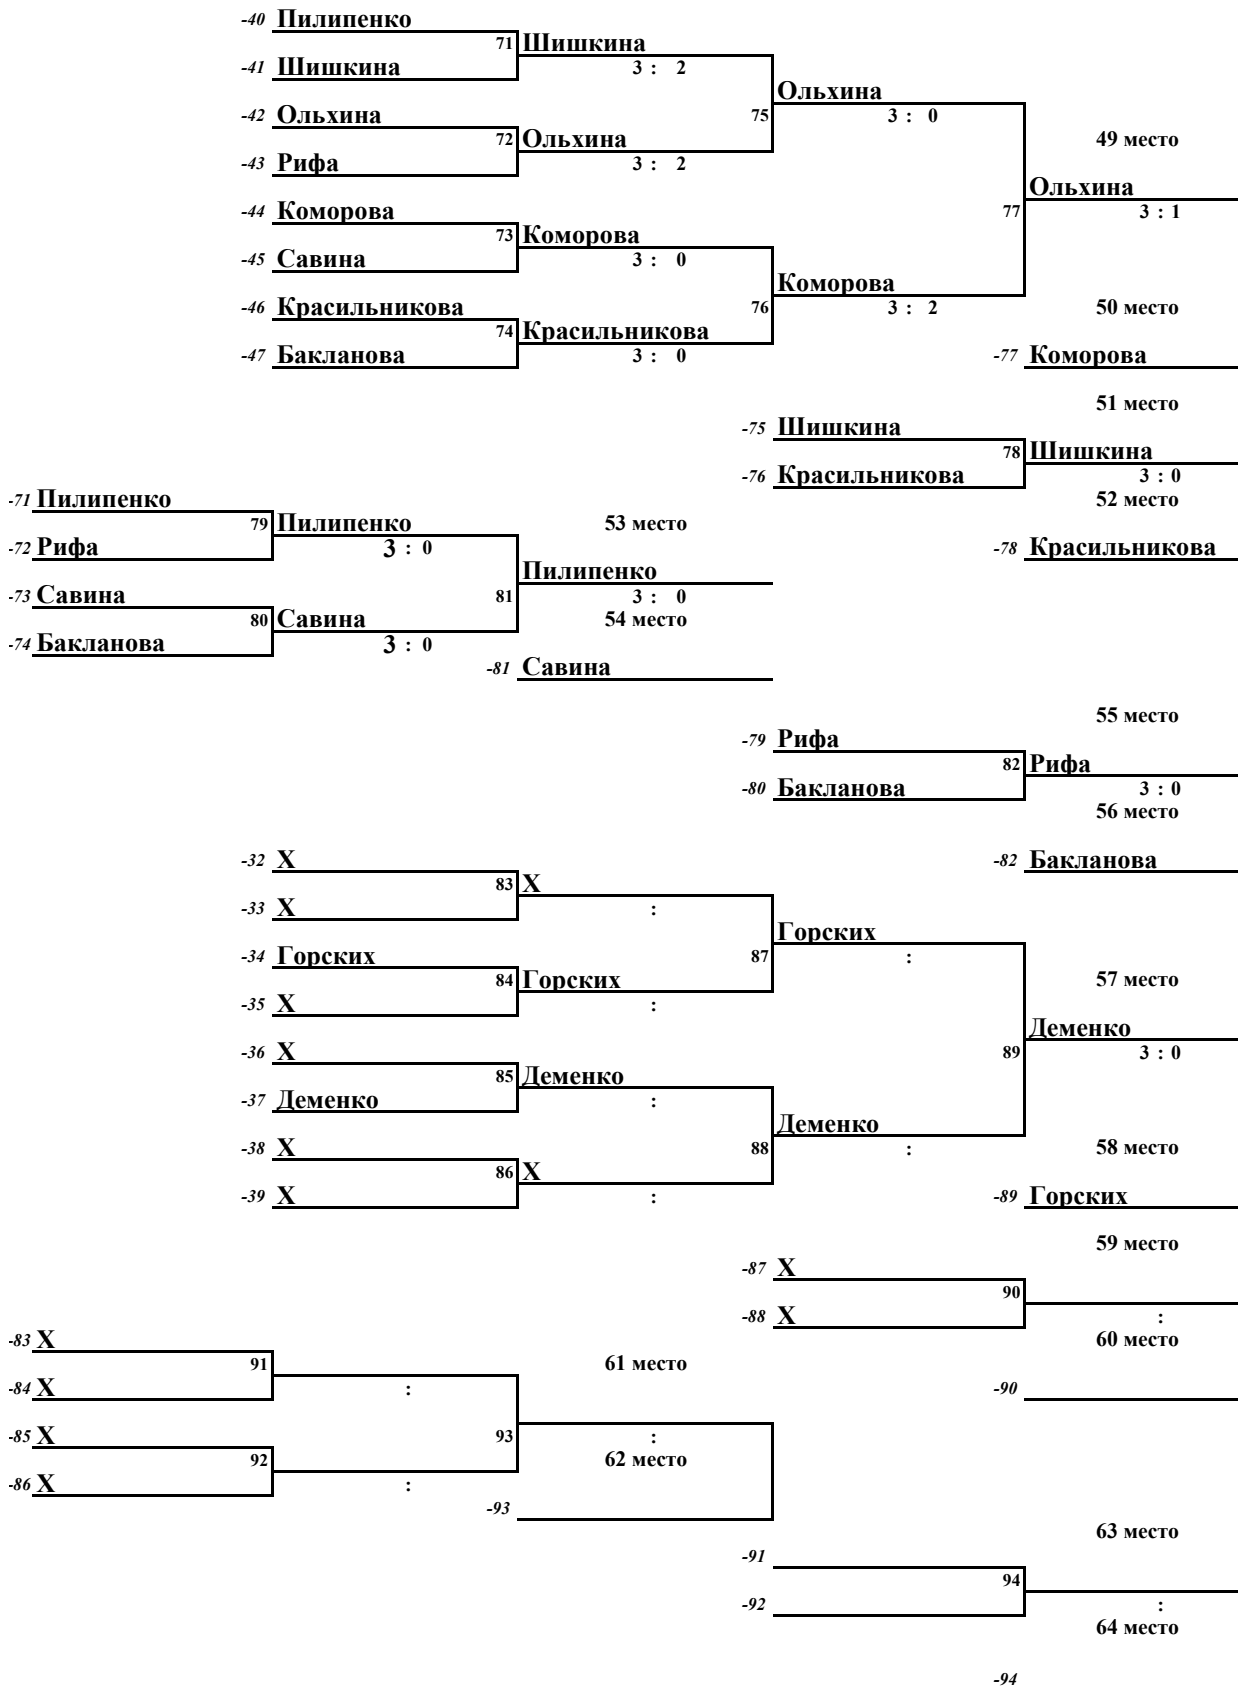 -40 Пилипенко
71 Шишкина
-41 Шишкина 3 : 2
Ольхина
-42 Ольхина 75 3 : 0
72 Ольхина 49 место
-43 Рифа 3 : 2
Ольхина
-44 Коморова 77 3 : 1
73 Коморова
-45 Савина 3 : 0
Коморова
-46 Красильникова 76 3 : 2 50 место
74 Красильникова
-47 Бакланова 3 : 0 -77 Коморова
51 место
-75 Шишкина
78 Шишкина
-76 Красильникова 3 : 0
-71 Пилипенко 52 место
79 Пилипенко 53 место
-72 Рифа 3 : 0 -78 Красильникова
Пилипенко
-73 Савина 81 3 : 0
80 Савина 54 место
-74 Бакланова 3 : 0
-81 Савина
55 место
-79 Рифа
82 Рифа
-80 Бакланова 3 : 0
56 место
-32 Х -82 Бакланова
83 Х
-33 Х :
Горских
-34 Горских 87 :
84 Горских 57 место
-35 Х :
Деменко
-36 Х 89 3 : 0
85 Деменко
-37 Деменко :
Деменко
-38 Х 88 : 58 место
86 Х
-39 Х : -89 Горских
59 место
-87 Х
90
-88 Х :
-83 Х 60 место
91 61 место
-84 Х : -90
-85 Х 93 :
92 62 место
-86 Х :
-93
63 место
-91
94
-92 :
64 место
-94